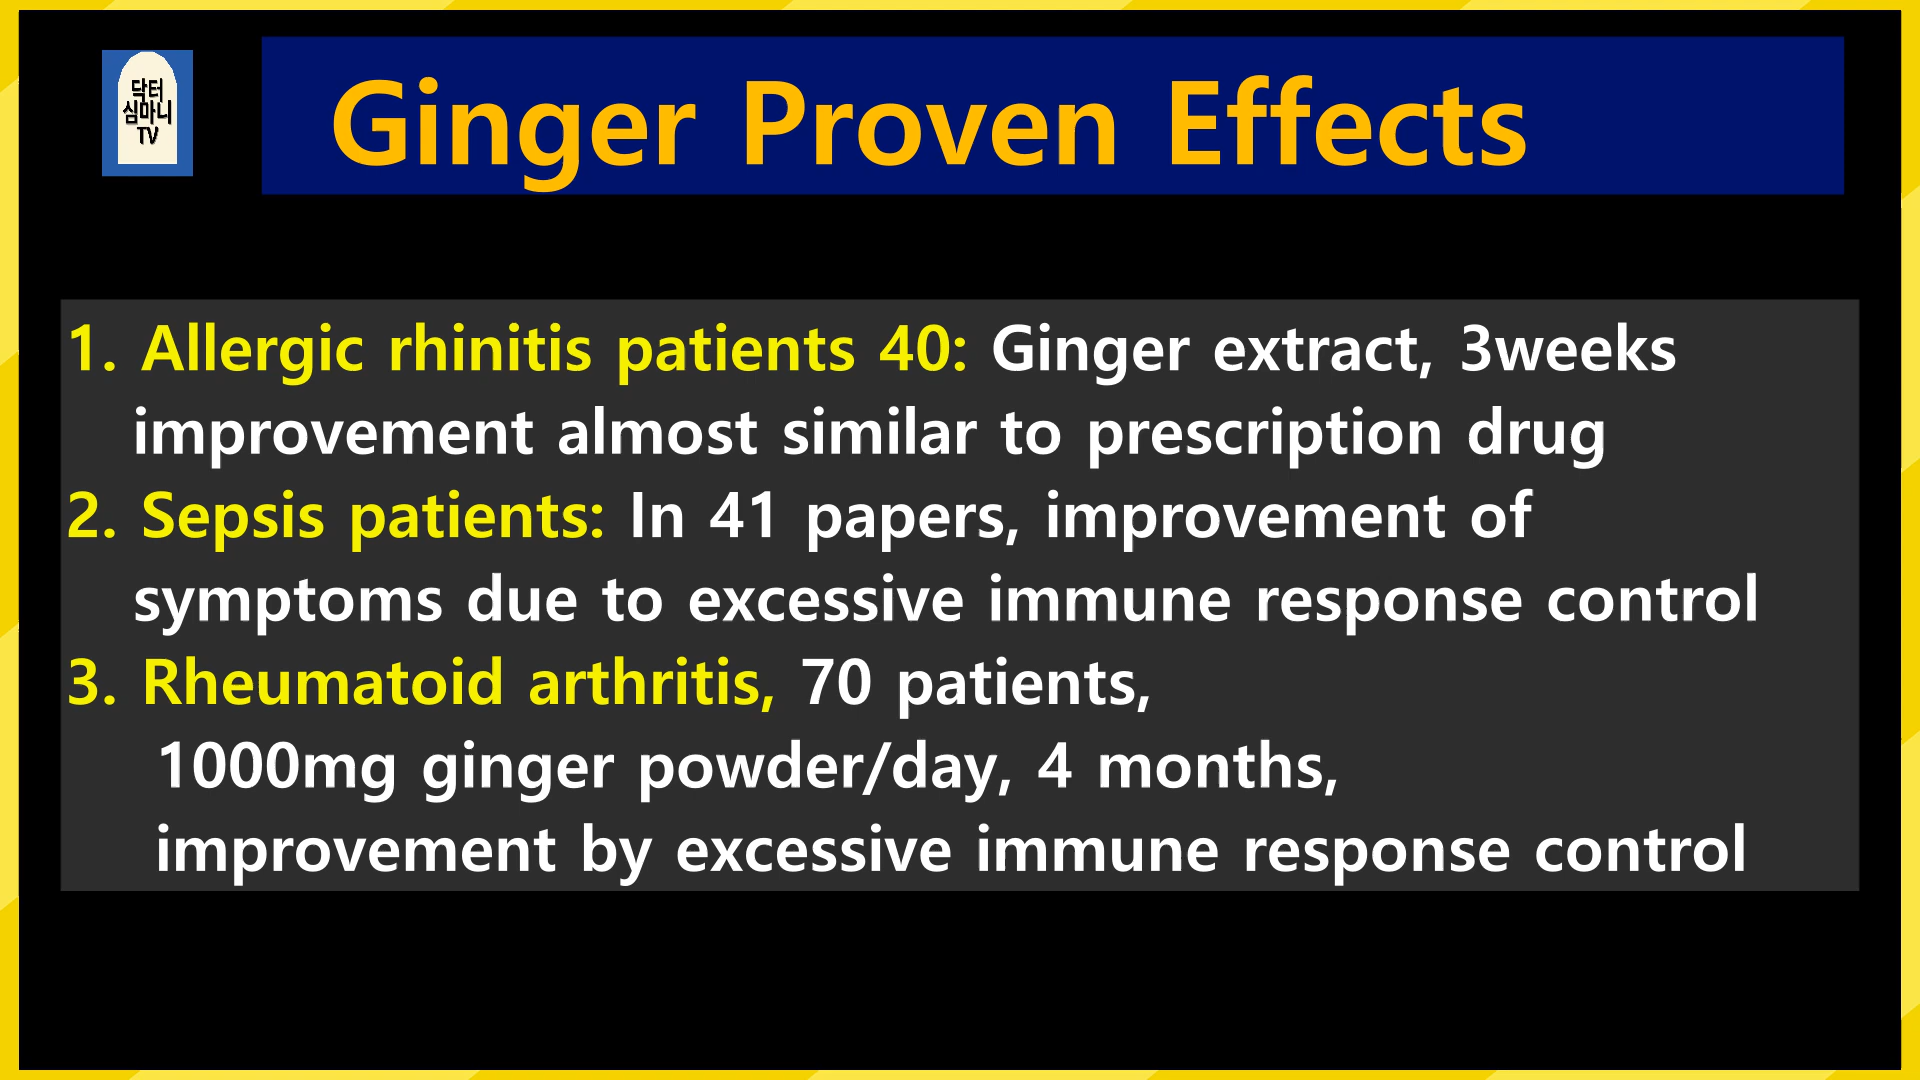 닥터
심마니
TV
Ginger Proven Effects
1. Allergic rhinitis patients 40: Ginger extract, 3weeks
improvement almost similar to prescription drug
2. Sepsis patients: In 41 papers, improvement of
symptoms due to excessive immune response control
3. Rheumatoid arthritis, 70 patients,
1000mg ginger powder/day, 4 months,
improvement by excessive immune response control